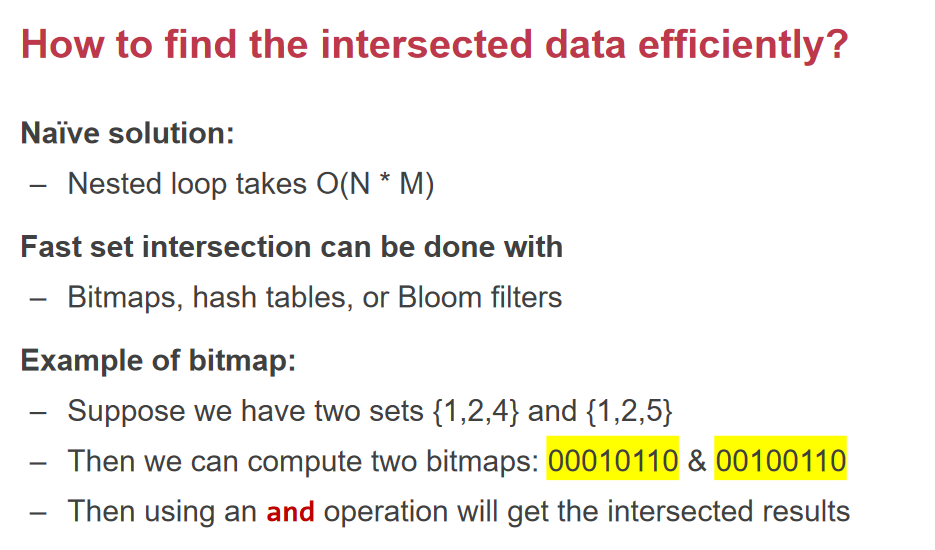 How to find the intersected data efficiently?
Naïve solution:
– Nested loop takes O(N * M)
Fast set intersection can be done with
– Bitmaps, hash tables, or Bloom filters
Example of bitmap:
– Suppose we have two sets {1,2,4} and {1,2,5}
– Then we can compute two bitmaps: 00010110 & 00100110
– Then using an and operation will get the intersected results